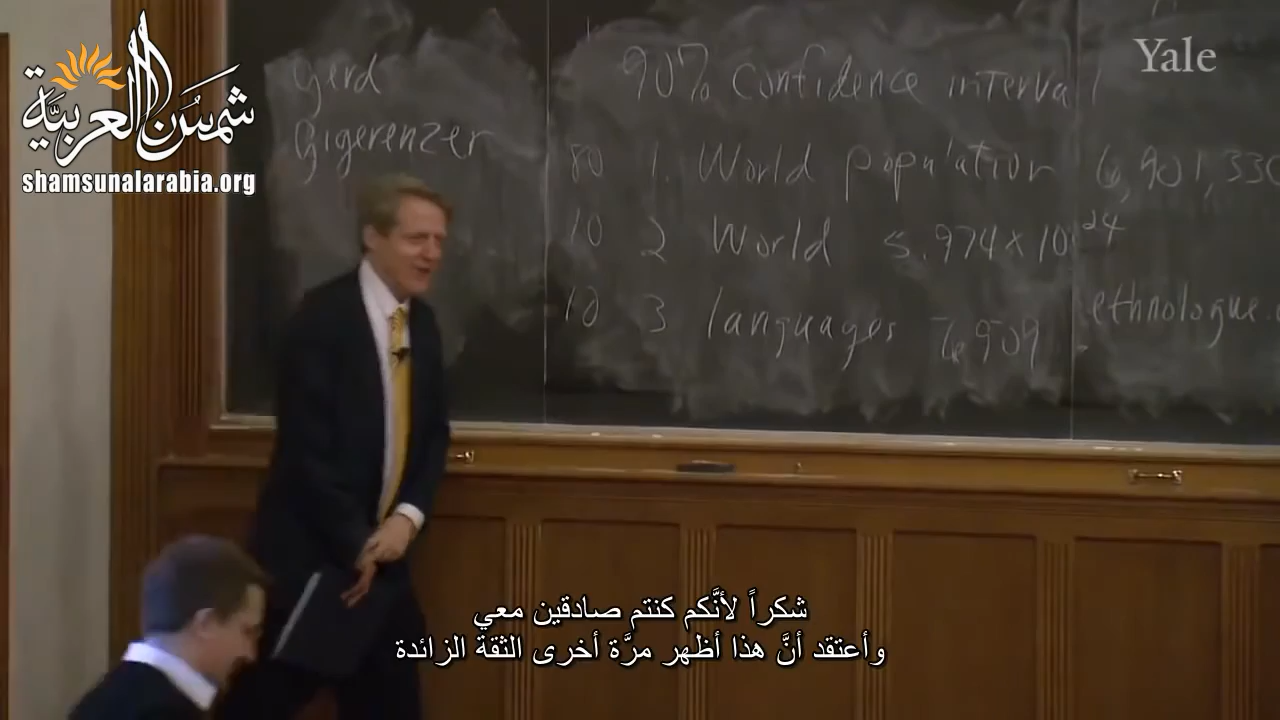 شمس العربية
shamsunalarabia.org
Yale
Gerd
Gigerenzer
90% Confidence interval
80 1. World population 6,901,330
10 2 World 5.974x10^24
10 3 languages 6,909 ethnologue.
شكراً لأنَّكم كنتم صادقين معي
وأعتقد أنَّ هذا أظهر مرَّة أخرى الثقة الزائدة